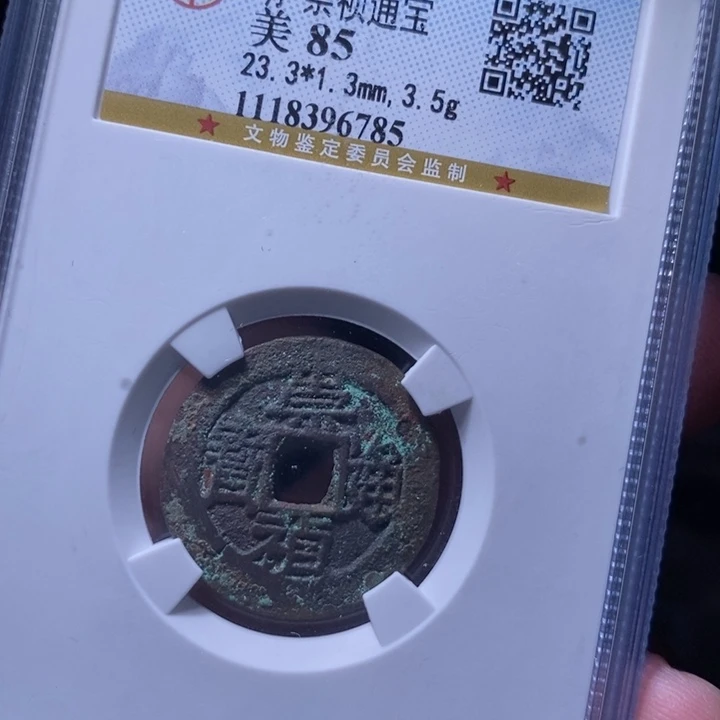 崇祯通宝
美 85
23.3*1.3mm, 3.5g
1118396785
文物鉴定委员会监制
崇
寶 通
禎